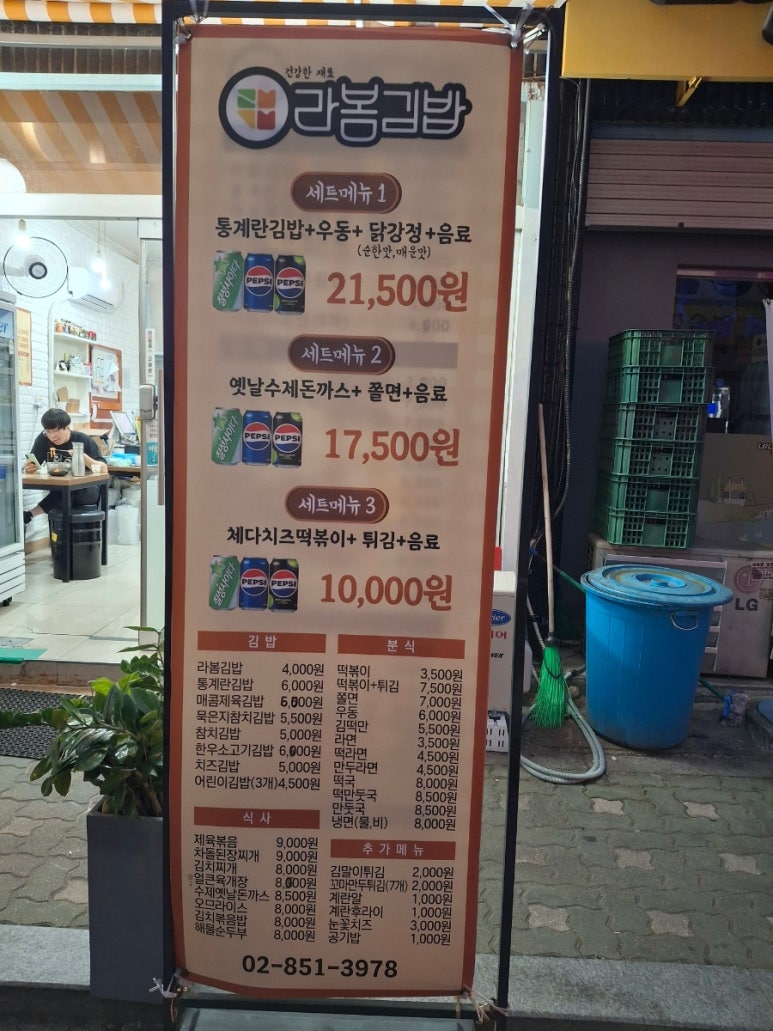 건강한 재료
라봄김밥
세트메뉴 1
통계란김밥+우동+ 닭강정+음료
(순한맛,매운맛)
칠성사이다 PEPSI PEPSI
21,500원
세트메뉴 2
옛날수제돈까스+ 쫄면+음료
칠성사이다 PEPSI PEPSI
17,500원
세트메뉴 3
체다치즈떡볶이+ 튀김+음료
칠성사이다 PEPSI PEPSI
10,000원
김밥
라봄김밥 4,000원
통계란김밥 6,000원
매콤제육김밥
묵은지참치김밥 5,500원
참치김밥 5,000원
한우소고기김밥
치즈김밥 5,000원
어린이김밥(3개) 4,500원
분식
떡볶이 3,500원
떡볶이+튀김 7,500원
쫄면 7,000원
우동 6,000원
김떡만 5,500원
라면 3,500원
떡라면 4,500원
만두라면 4,500원
떡국 8,000원
떡만둣국 8,500원
만둣국 8,500원
냉면(물,비) 8,000원
식사
제육볶음 9,000원
차돌된장찌개 9,000원
김치찌개 8,000원
얼큰육개장
수제옛날돈까스 8,500원
오므라이스 8,000원
김치볶음밥 8,000원
해물순두부 8,000원
추가메뉴
김말이튀김 2,000원
꼬마만두튀김(7개) 2,000원
계란알 1,000원
계란후라이 1,000원
눈꽃치즈 3,000원
공기밥 1,000원
02-851-3978
LG